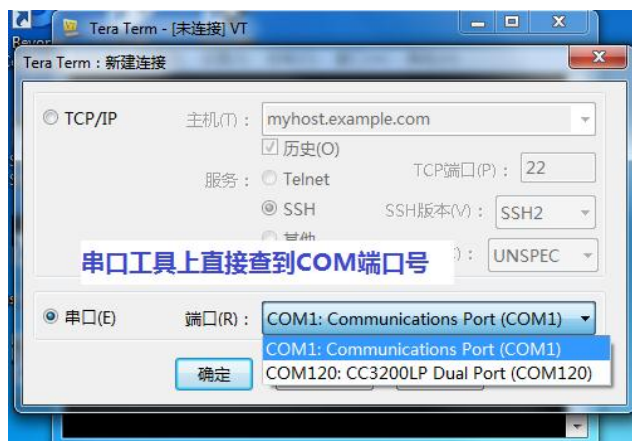 Tera Term - [未连接] VT
Tera Term：新建连接
TCP/IP
主机(T)：
myhost.example.com
历史(O)
服务：
Telnet
TCP端口(P)：
22
SSH
SSH版本(V)：
SSH2
其他
UNSPEC
串口工具上直接查到COM端口号
串口(E)
端口(R)：
COM1: Communications Port (COM1)
COM1: Communications Port (COM1)
COM120: CC3200LP Dual Port (COM120)
确定